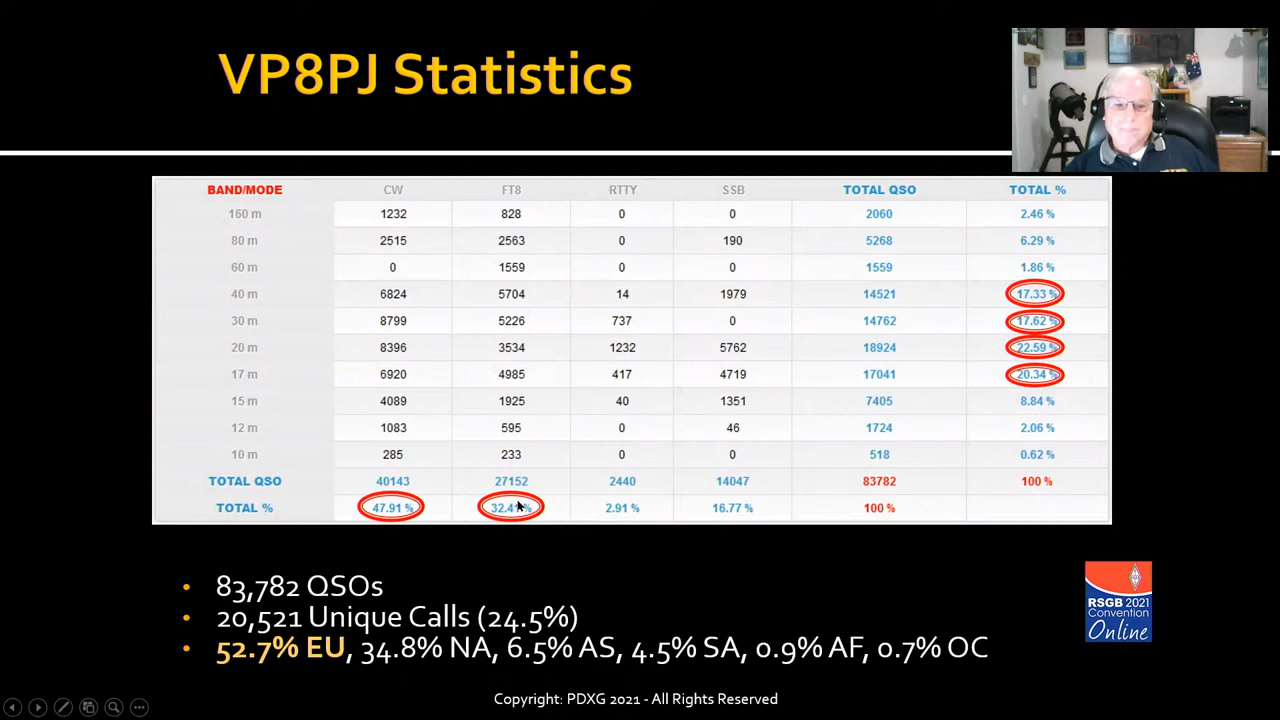 VP8PJ Statistics
BAND/MODE CW FT8 RTTY SSB TOTAL QSO TOTAL %
160 m 1232 828 0 0 2060 2.46 %
80 m 2515 2563 0 190 5268 6.29 %
60 m 0 1559 0 0 1559 1.86 %
40 m 6824 5704 14 1979 14521 17.33 %
30 m 8799 5226 737 0 14762 17.62 %
20 m 8396 3534 1232 5762 18924 22.59 %
17 m 6920 4985 417 4719 17041 20.34 %
15 m 4089 1925 40 1351 7405 8.84 %
12 m 1083 595 0 46 1724 2.06 %
10 m 285 233 0 0 518 0.62 %
TOTAL QSO 40143 27152 2440 14047 83782 100 %
TOTAL % 47.91 % 32.41 % 2.91 % 16.77 % 100 %
• 83,782 QSOs
• 20,521 Unique Calls (24.5%)
• 52.7% EU, 34.8% NA, 6.5% AS, 4.5% SA, 0.9% AF, 0.7% OC
RSGB 2021
Convention
Online
Copyright: PDXG 2021 - All Rights Reserved